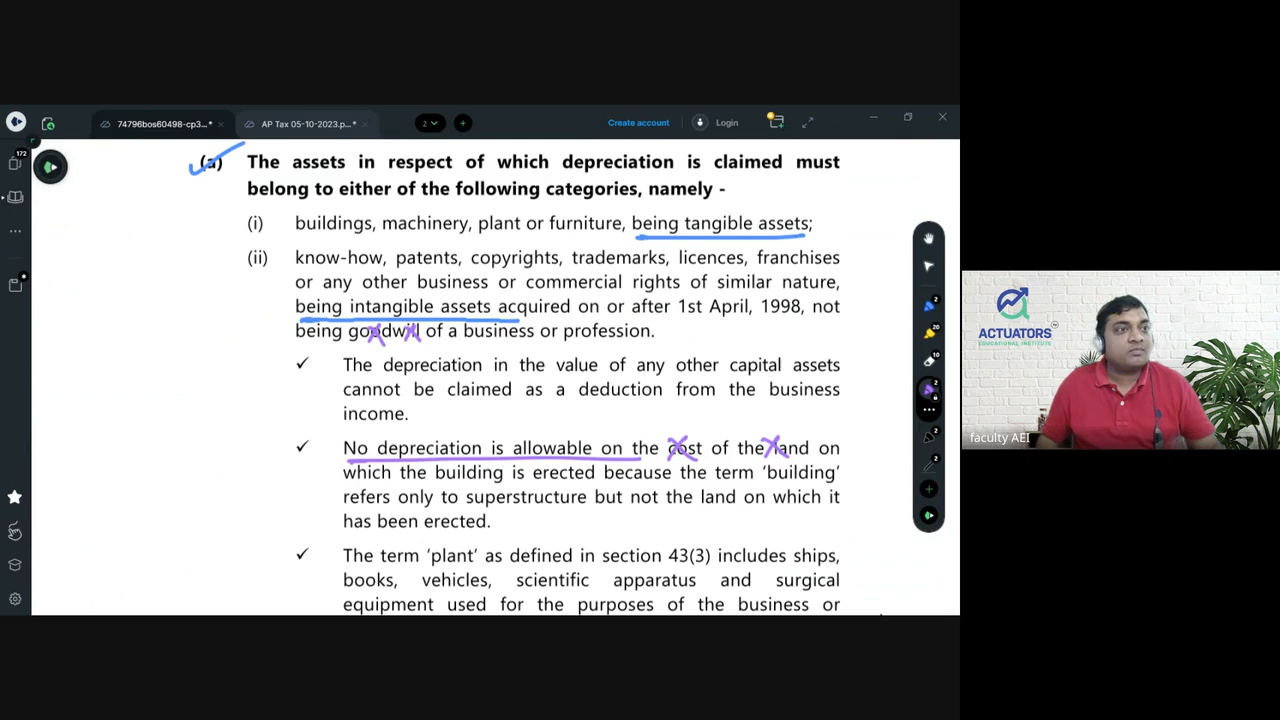 74796bos60498-cp3...*
AP Tax 05-10-2023.p...*
2
Create account
Login
172
(a) The assets in respect of which depreciation is claimed must
belong to either of the following categories, namely -
(i) buildings, machinery, plant or furniture, being tangible assets;
(ii) know-how, patents, copyrights, trademarks, licences, franchises
or any other business or commercial rights of similar nature,
being intangible assets acquired on or after 1st April, 1998, not
being goodwill of a business or profession.
✓ The depreciation in the value of any other capital assets
cannot be claimed as a deduction from the business
income.
✓ No depreciation is allowable on the cost of the land on
which the building is erected because the term ‘building’
refers only to superstructure but not the land on which it
has been erected.
✓ The term ‘plant’ as defined in section 43(3) includes ships,
books, vehicles, scientific apparatus and surgical
equipment used for the purposes of the business or
2
20
10
2
2
2
ACTUATORS
EDUCATIONAL INSTITUTE
faculty AEI